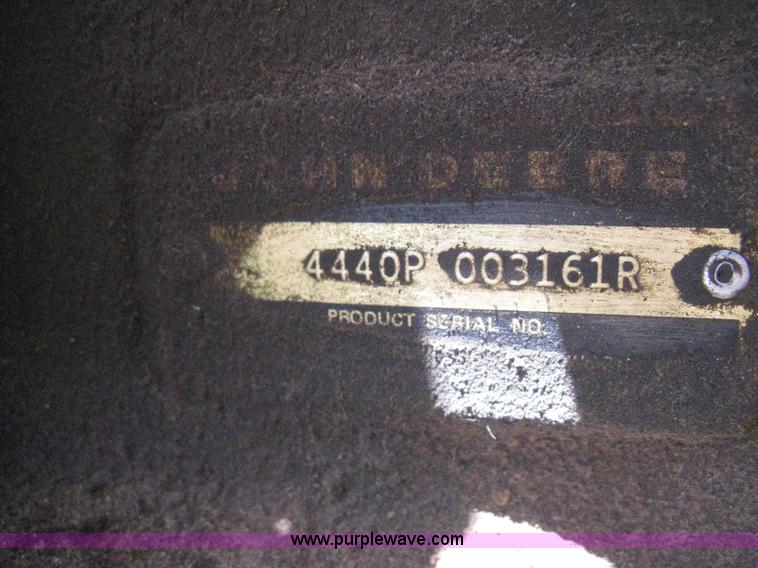 JOHN DEERE
4440P 003161R
PRODUCT SERIAL NO.
www.purplewave.com